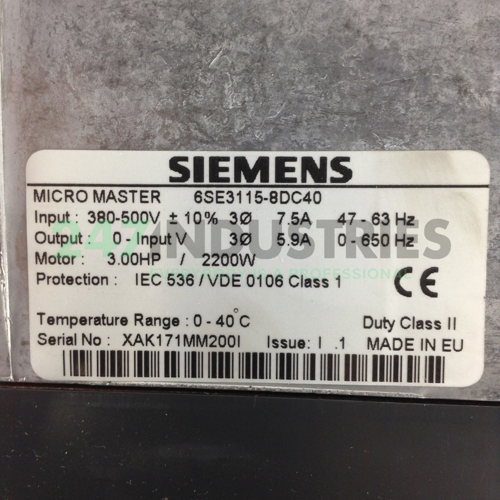 SIEMENS
MICRO MASTER 6SE3115-8DC40
Input : 380-500V ± 10% 3Ø 7.5A 47 - 63 Hz
Output : 0 - Input V 3Ø 5.9A 0 - 650 Hz
Motor : 3.00HP / 2200W
Protection : IEC 536 / VDE 0106 Class 1
CE
Temperature Range : 0 - 40°C Duty Class II
Serial No : XAK171MM200I Issue: I .1 MADE IN EU
247 INDUSTRIES